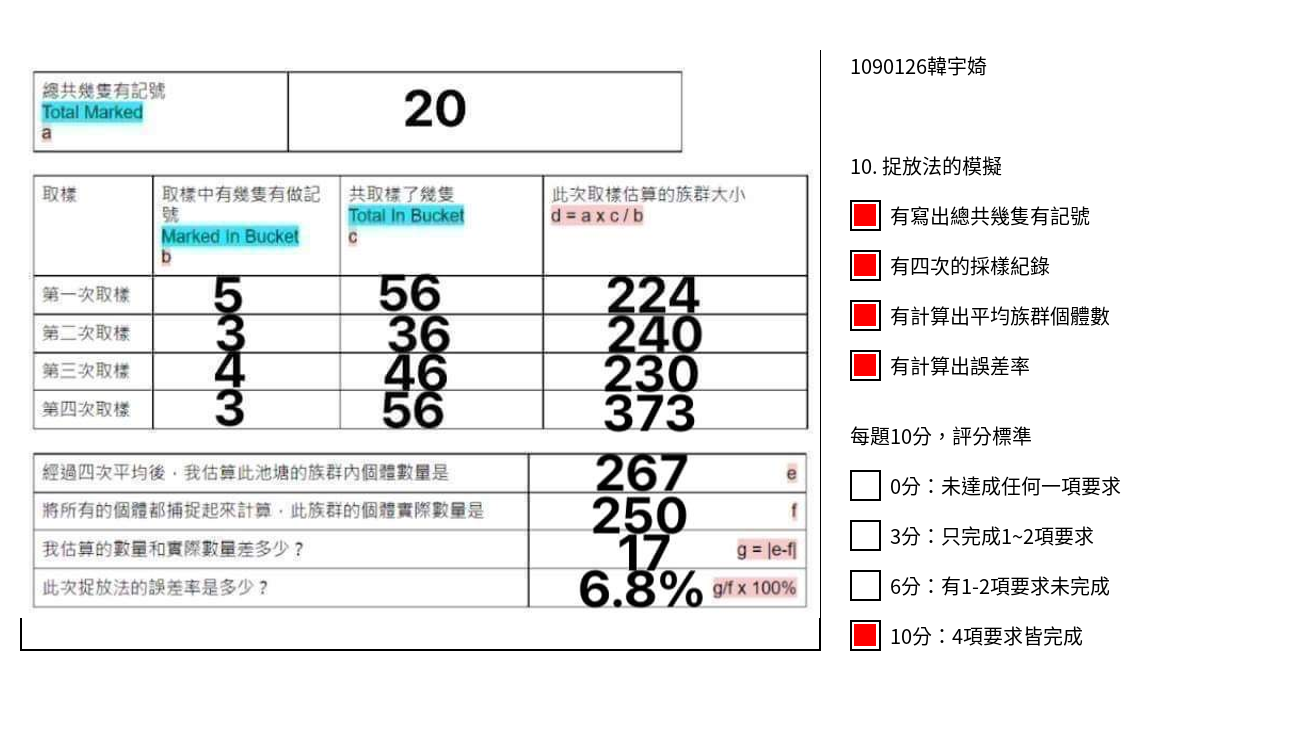 總共幾隻有記號
Total Marked
a
20
取樣
取樣中有幾隻有做記
號
Marked In Bucket
b
共取樣了幾隻
Total In Bucket
c
此次取樣估算的族群大小
d = a x c / b
第一次取樣 5 56 224
第二次取樣 3 36 240
第三次取樣 4 46 230
第四次取樣 3 56 373
經過四次平均後，我估算此池塘的族群內個體數量是 267 e
將所有的個體都捕捉起來計算，此族群的個體實際數量是 250 f
我估算的數量和實際數量差多少？ 17 g = |e-f|
此次捉放法的誤差率是多少？ 6.8% g/f x 100%
1090126韓宇婍
10. 捉放法的模擬
有寫出總共幾隻有記號
有四次的採樣紀錄
有計算出平均族群個體數
有計算出誤差率
每題10分，評分標準
0分：未達成任何一項要求
3分：只完成1~2項要求
6分：有1-2項要求未完成
10分：4項要求皆完成